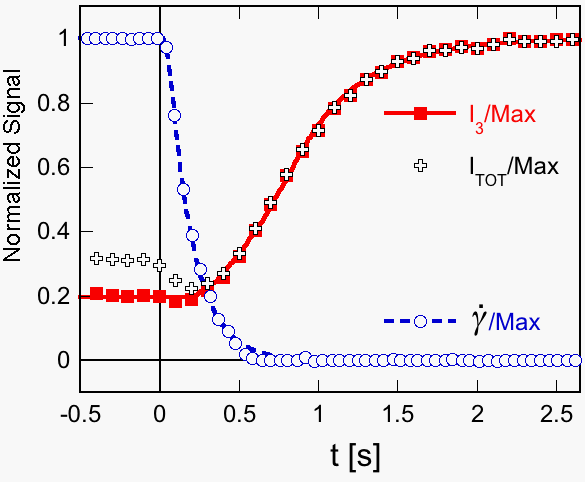 Normalized Signal
1
0.8
0.6
0.4
0.2
0
I₃/Max
I_TOT/Max
γ̇/Max
-0.5 0 0.5 1 1.5 2 2.5
t [s]